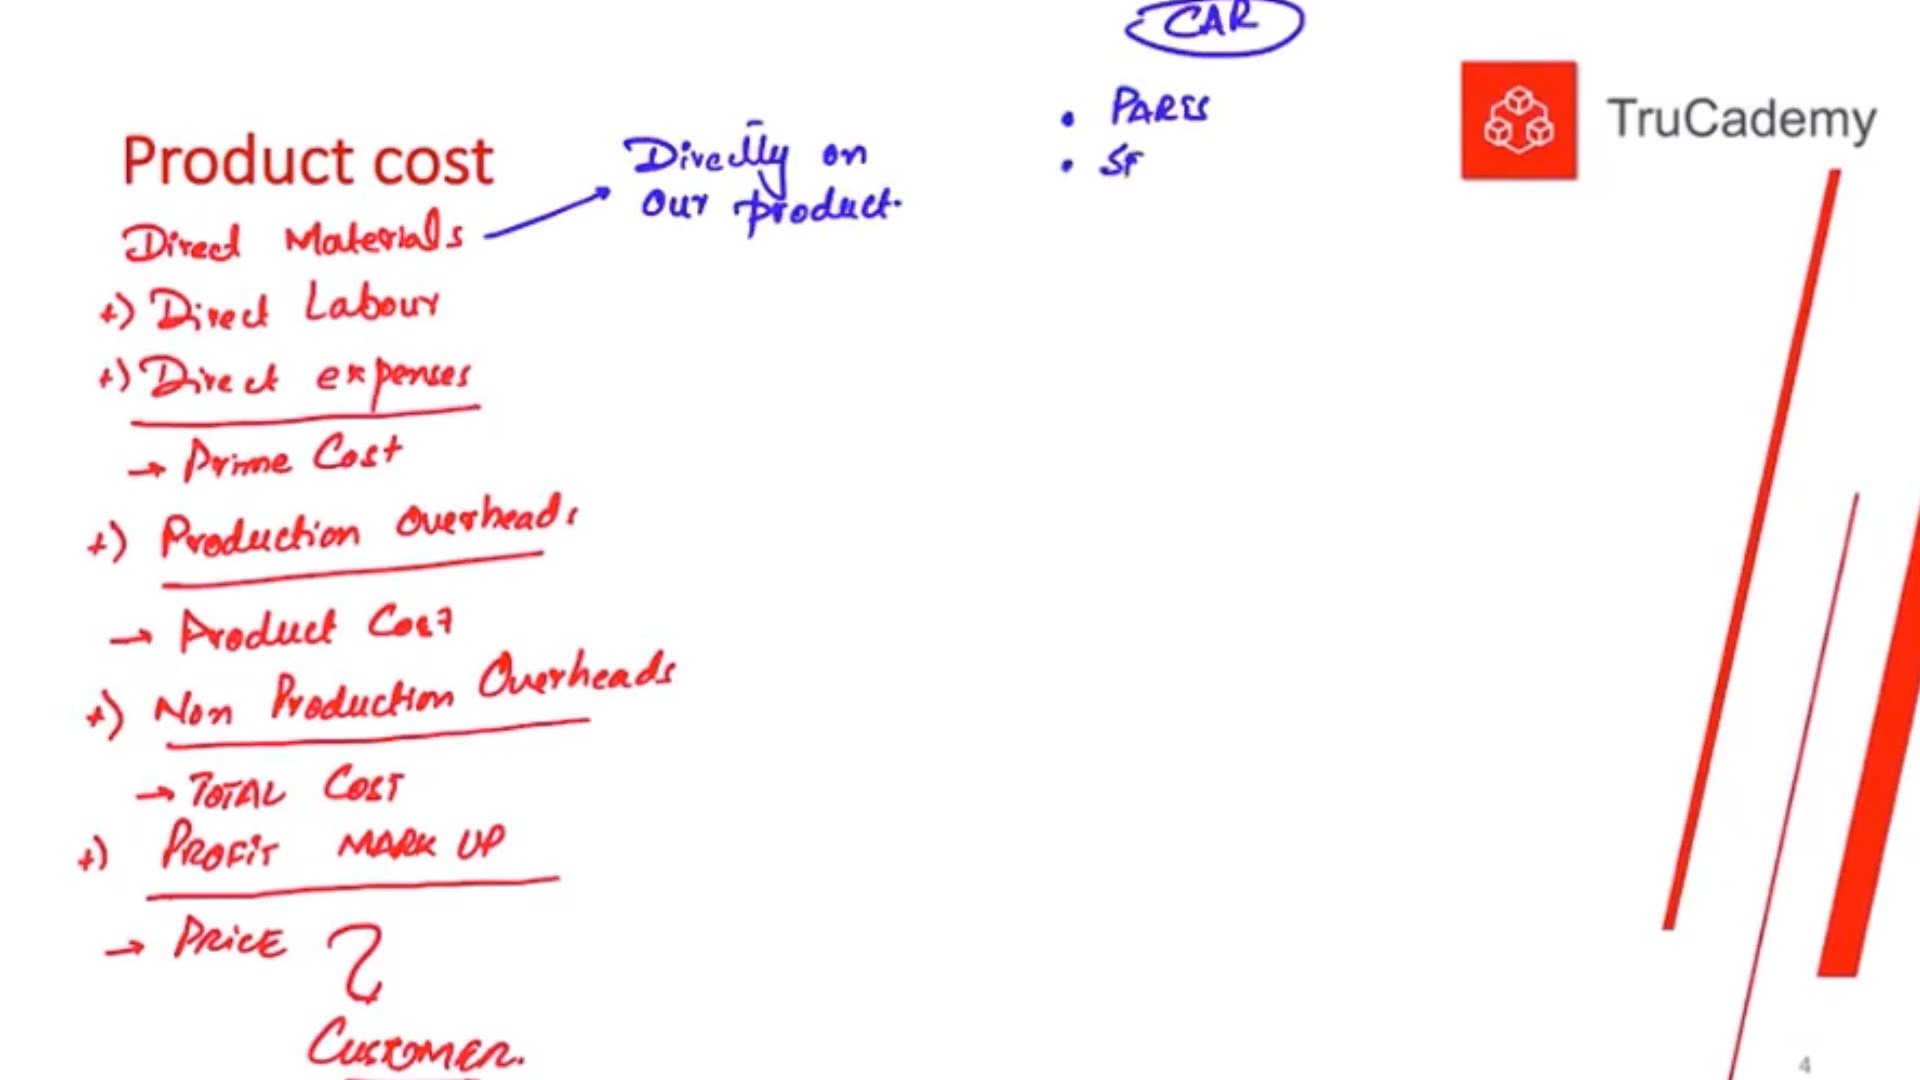 CAR
• PARTS
TruCademy
Product cost
Directly on
• SF
our product.
Direct Materials
+) Direct Labour
+) Direct expenses
→ Prime Cost
+) Production Overheads
→ Product Cost
+) Non Production Overheads
→ TOTAL COST
+) PROFIT MARK UP
→ PRICE
CUSTOMER.
4